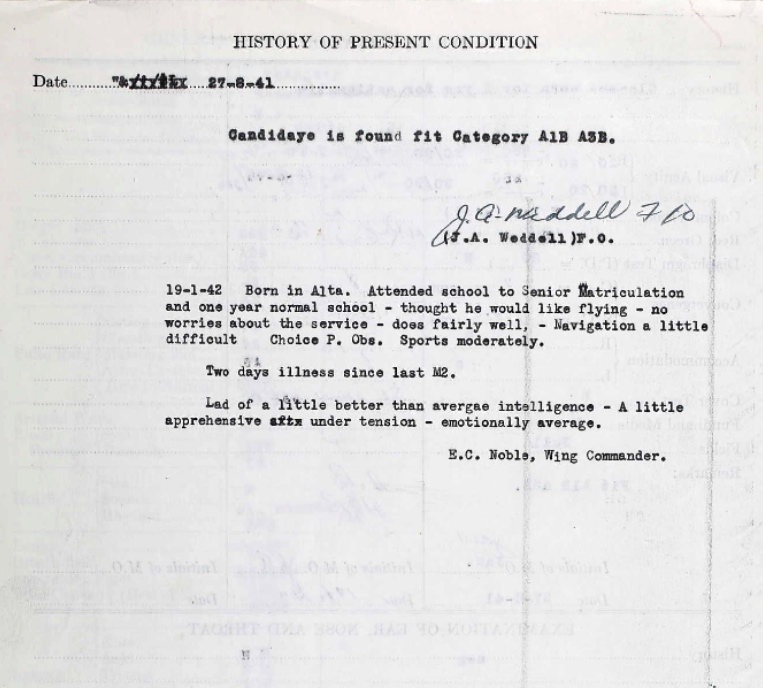 HISTORY OF PRESENT CONDITION
Date 27-8-41
Candidaye is found fit Category A1B A3B.
J.A. Weddell F/O
(J.A. Weddell)F.O.
19-1-42 Born in Alta. Attended school to Senior Matriculation
and one year normal school - thought he would like flying - no
worries about the service - does fairly well, - Navigation a little
difficult Choice P. Obs. Sports moderately.
Two days illness since last M2.
Lad of a little better than avergae intelligence - A little
apprehensive aftx under tension - emotionally average.
E.C. Noble, Wing Commander.